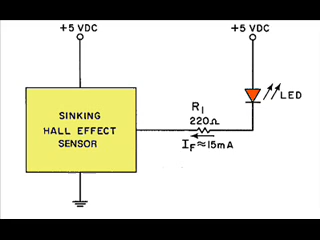 +5 VDC
+5 VDC
SINKING
HALL EFFECT
SENSOR
R1
220Ω
IF≈15mA
LED